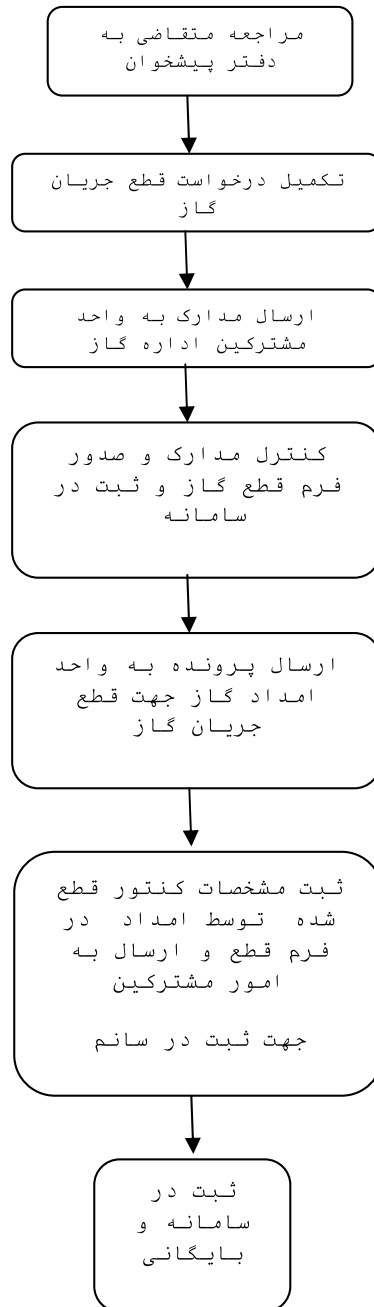 مراجعه متقاضی به
دفتر پیشخوان
تکمیل درخواست قطع جریان
گاز
ارسال مدارک به واحد
مشترکین اداره گاز
کنترل مدارک و صدور
فرم قطع گاز و ثبت در
سامانه
ارسال پرونده به واحد
امداد گاز جهت قطع
جریان گاز
ثبت مشخصات کنتور قطع
شده توسط امداد در
فرم قطع و ارسال به
امور مشترکین
جهت ثبت در سانم
ثبت در
سامانه و
بایگانی